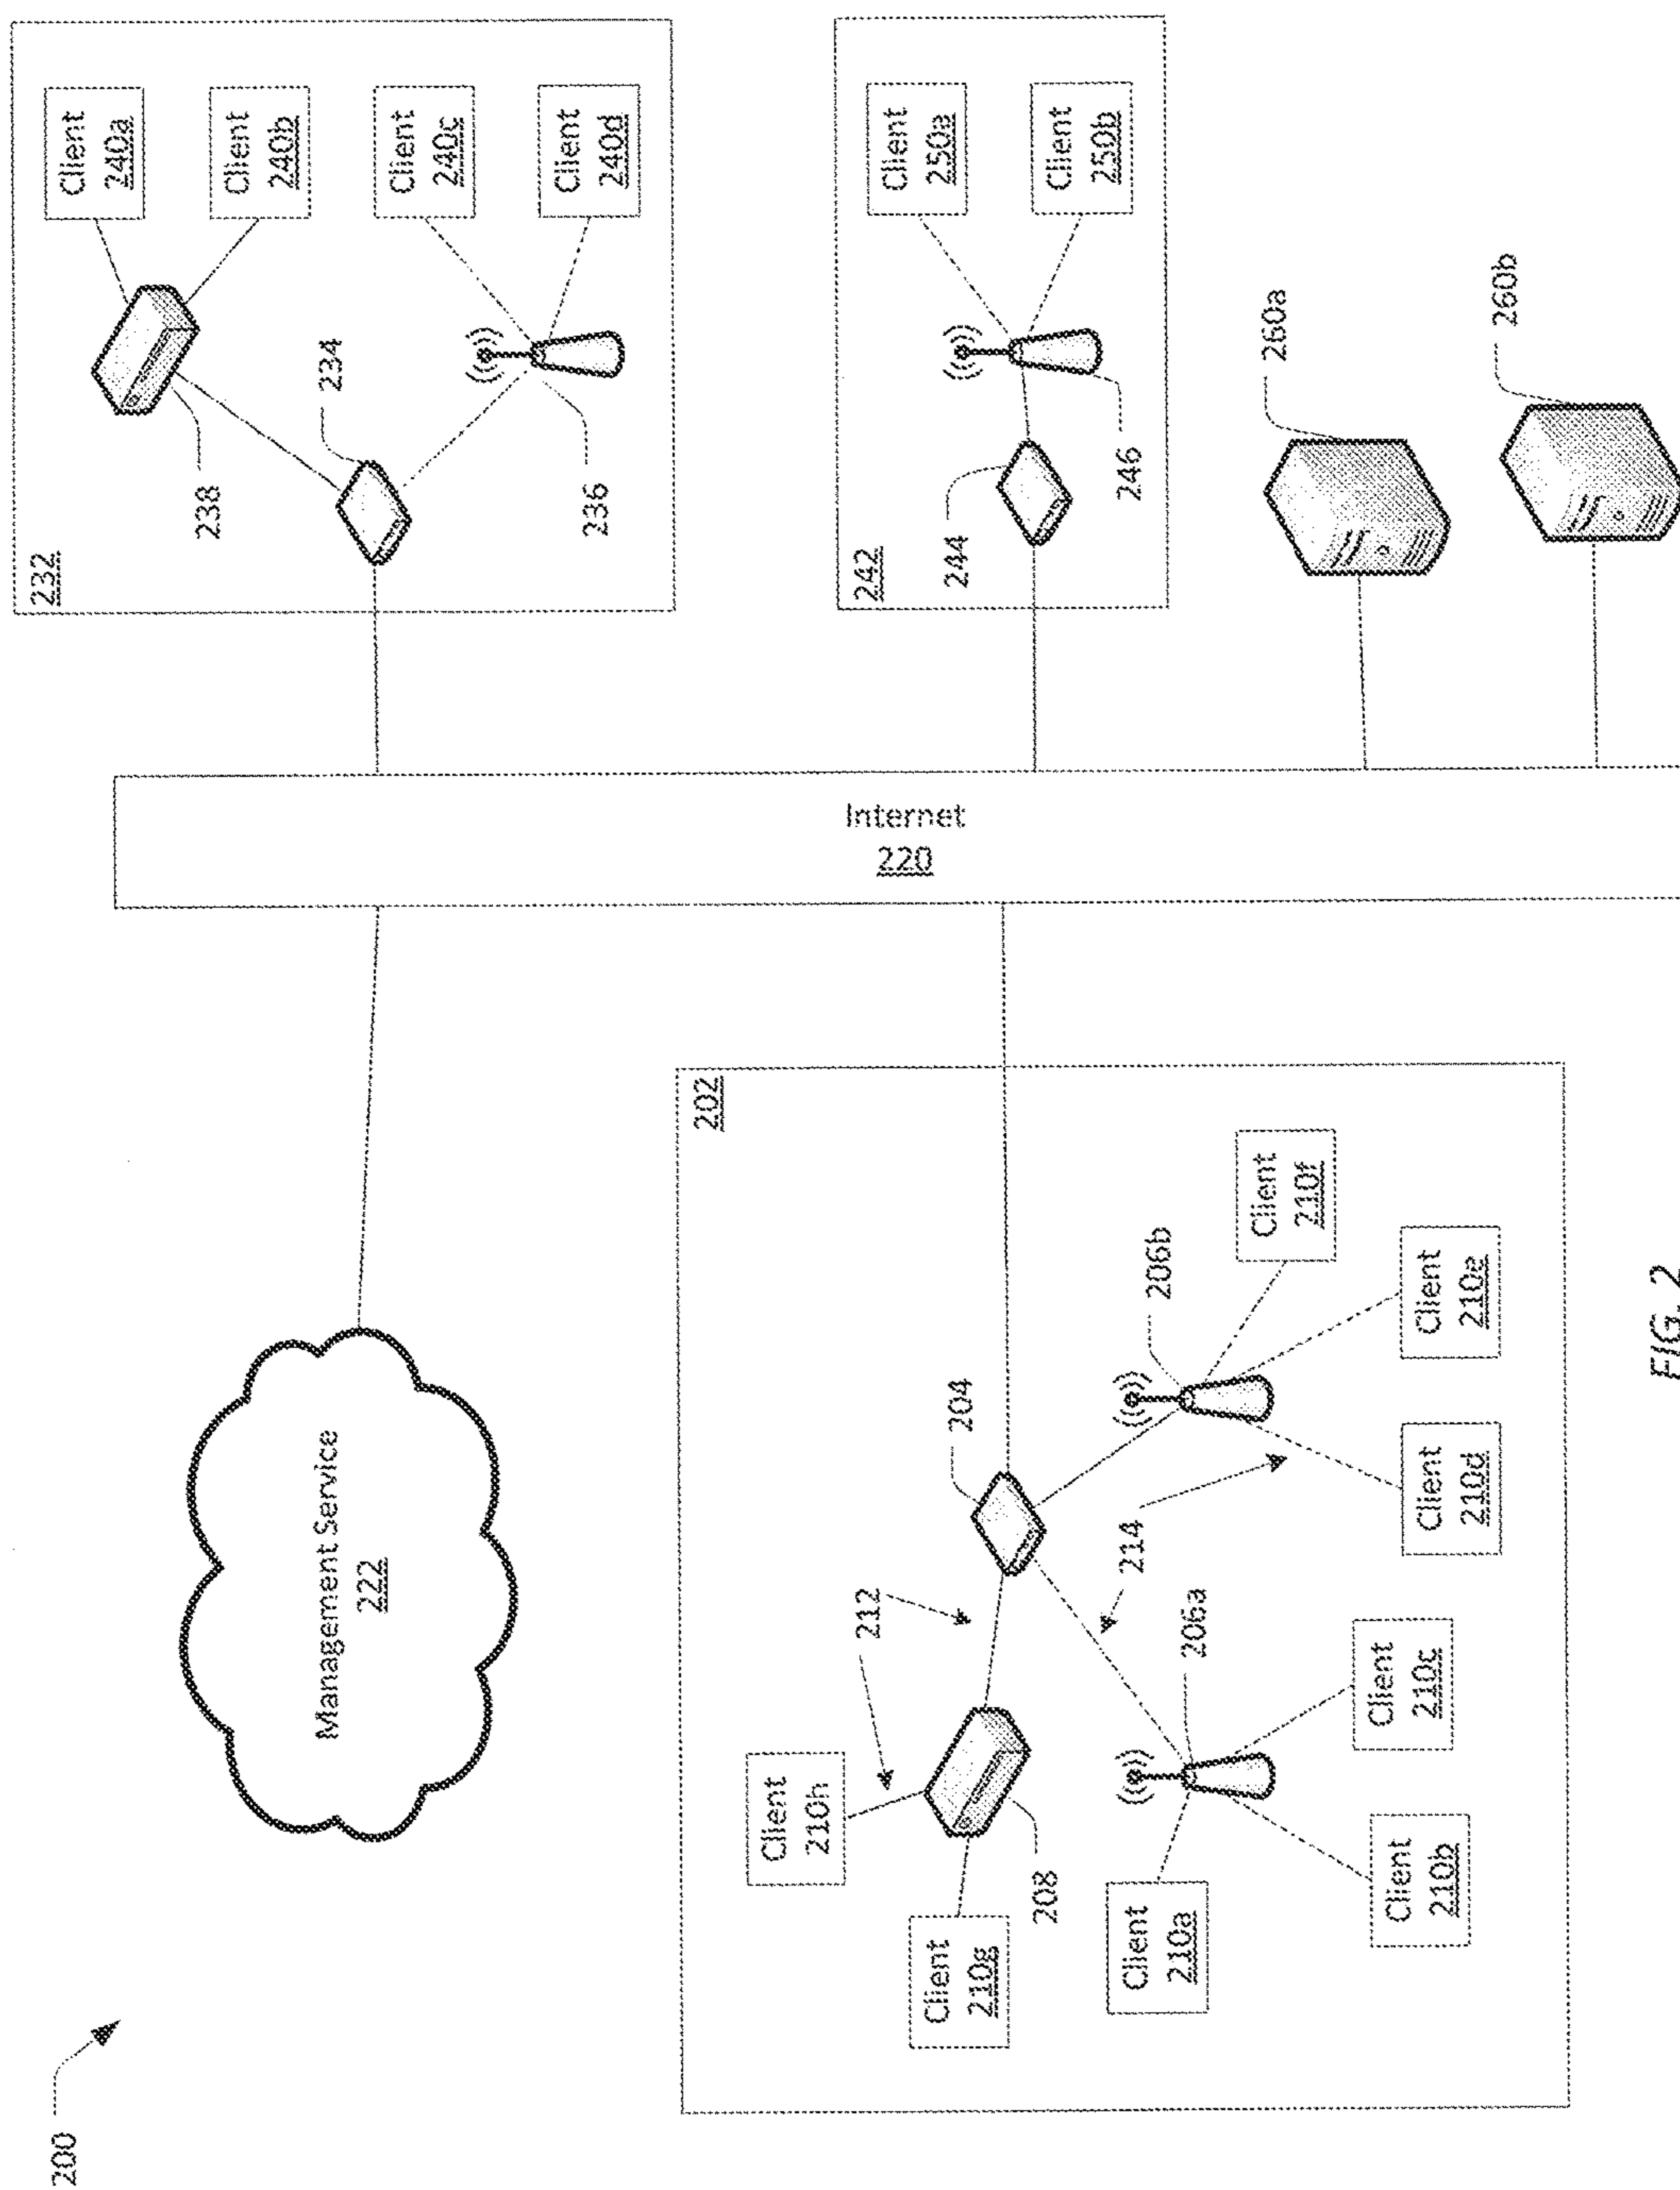 200
Management Service
222
202
Client
210h
Client
210g
208
212
204
Client
210a
206a
214
206b
Client
210b
Client
210c
Client
210d
Client
210e
Client
210f
Internet
220
232
238
234
236
Client
240a
Client
240b
Client
240c
Client
240d
242
244
246
Client
250a
Client
250b
260a
260b
FIG. 2